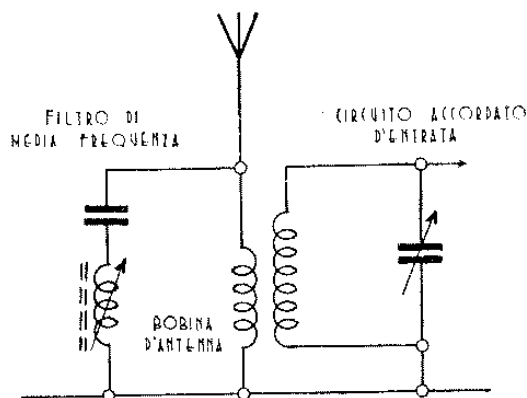 FILTRO DI
MEDIA FREQUENZA
CIRCUITO ACCORDATO
D'ENTRATA
BOBINA
D'ANTENNA